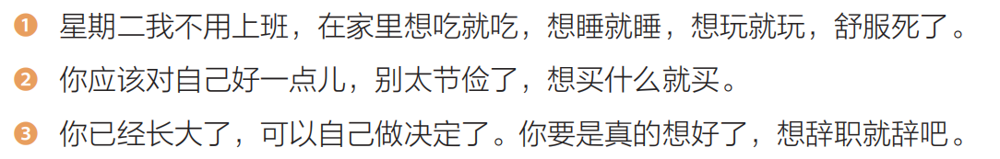 1 星期二我不用上班，在家里想吃就吃，想睡就睡，想玩就玩，舒服死了。
2 你应该对自己好一点儿，别太节俭了，想买什么就买。
3 你已经长大了，可以自己做决定了。你要是真的想好了，想辞职就辞吧。